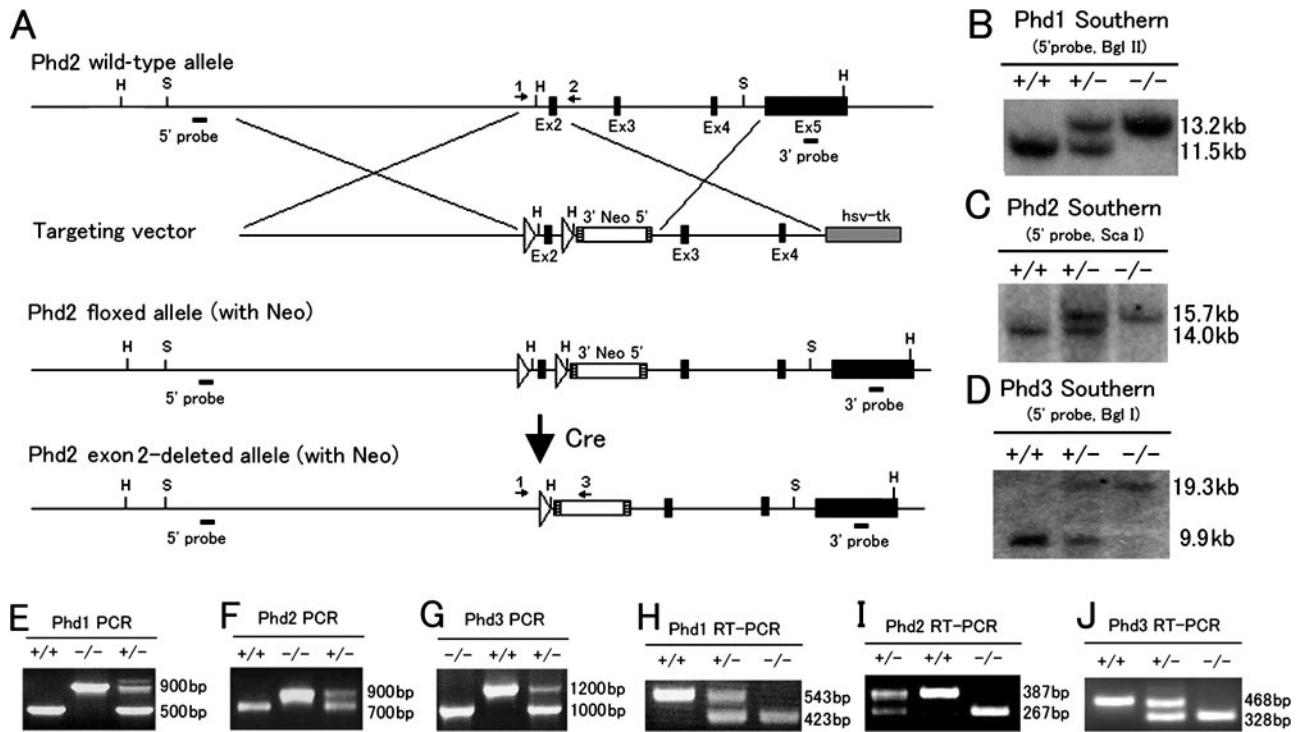 A
Phd2 wild-type allele
H S 1 H 2 S H
5' probe Ex2 Ex3 Ex4 Ex5
3' probe
Targeting vector
H H 3' Neo 5' hsv-tk
Ex2 Ex3 Ex4
Phd2 floxed allele (with Neo)
H S H H 3' Neo 5' S H
5' probe 3' probe
Cre
Phd2 exon 2-deleted allele (with Neo)
H S 1 H 3 S H
5' probe 3' probe
B
Phd1 Southern
(5'probe, Bgl II)
+/+ +/- -/-
13.2kb
11.5kb
C
Phd2 Southern
(5' probe, Sca I)
+/+ +/- -/-
15.7kb
14.0kb
D
Phd3 Southern
(5' probe, Bgl I)
+/+ +/- -/-
19.3kb
9.9kb
E
Phd1 PCR
+/+ -/- +/-
900bp
500bp
F
Phd2 PCR
+/+ -/- +/-
900bp
700bp
G
Phd3 PCR
-/- +/+ +/-
1200bp
1000bp
H
Phd1 RT-PCR
+/+ +/- -/-
543bp
423bp
I
Phd2 RT-PCR
+/- +/+ -/-
387bp
267bp
J
Phd3 RT-PCR
+/+ +/- -/-
468bp
328bp